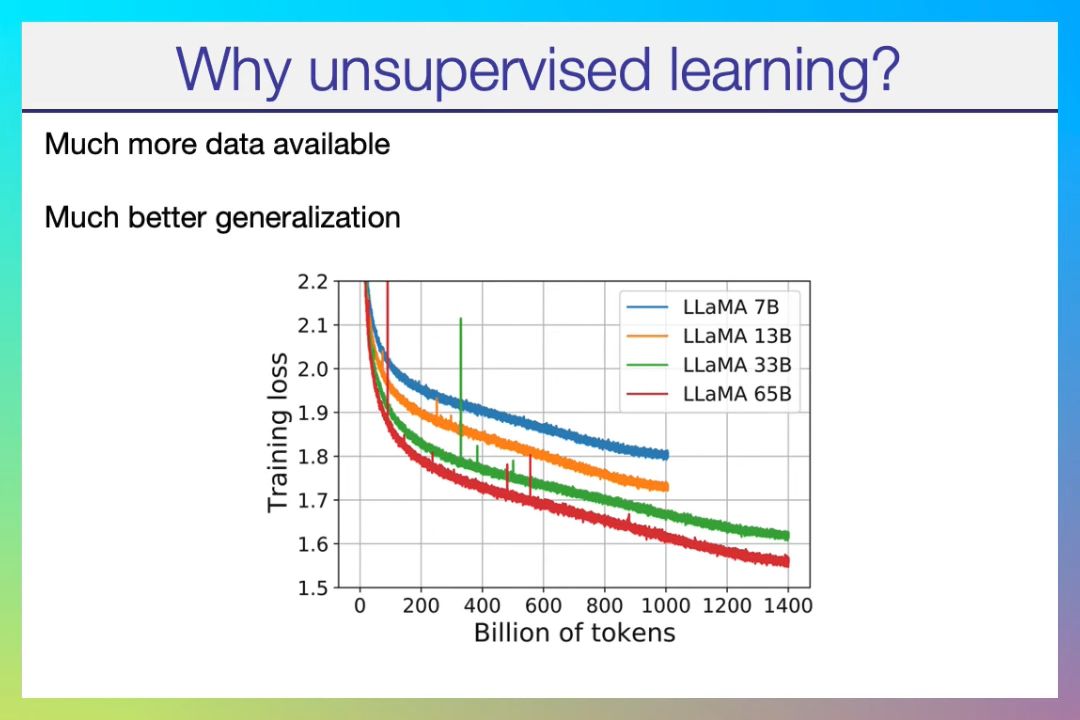 Why unsupervised learning?
Much more data available
Much better generalization
2.2
2.1
2.0
1.9
1.8
1.7
1.6
1.5
Training loss
LLaMA 7B
LLaMA 13B
LLaMA 33B
LLaMA 65B
0 200 400 600 800 1000 1200 1400
Billion of tokens